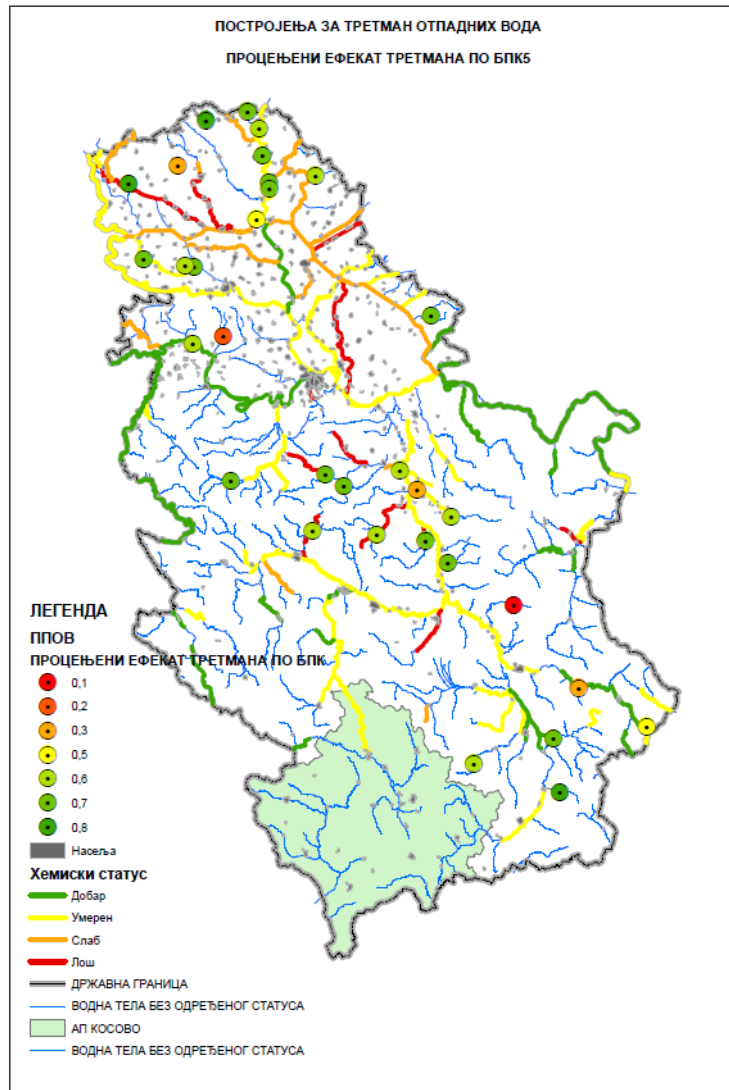 ПОСТРОЈЕЊА ЗА ТРЕТМАН ОТПАДНИХ ВОДА
ПРОЦЕЊЕНИ ЕФЕКАТ ТРЕТМАНА ПО БПК5
ЛЕГЕНДА
ППОВ
ПРОЦЕЊЕНИ ЕФЕКАТ ТРЕТМАНА ПО БПК
0,1
0,2
0,3
0,5
0,6
0,7
0,8
Насеља
Хемиски статус
Добар
Умерен
Слаб
Лош
ДРЖАВНА ГРАНИЦА
ВОДНА ТЕЛА БЕЗ ОДРЕЂЕНОГ СТАТУСА
АП КОСОВО
ВОДНА ТЕЛА БЕЗ ОДРЕЂЕНОГ СТАТУСА